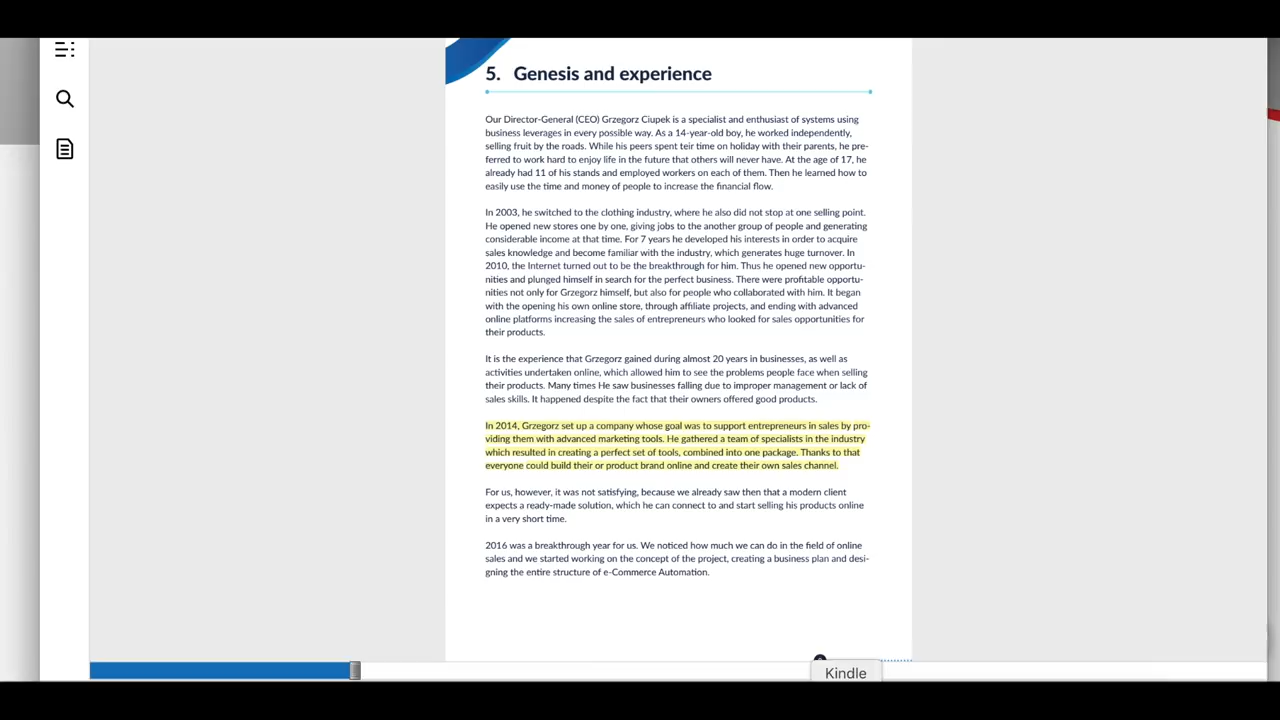 5. Genesis and experience
Our Director-General (CEO) Grzegorz Ciupek is a specialist and enthusiast of systems using
business leverages in every possible way. As a 14-year-old boy, he worked independently,
selling fruit by the roads. While his peers spent teir time on holiday with their parents, he pre-
ferred to work hard to enjoy life in the future that others will never have. At the age of 17, he
already had 11 of his stands and employed workers on each of them. Then he learned how to
easily use the time and money of people to increase the financial flow.
In 2003, he switched to the clothing industry, where he also did not stop at one selling point.
He opened new stores one by one, giving jobs to the another group of people and generating
considerable income at that time. For 7 years he developed his interests in order to acquire
sales knowledge and become familiar with the industry, which generates huge turnover. In
2010, the Internet turned out to be the breakthrough for him. Thus he opened new opportu-
nities and plunged himself in search for the perfect business. There were profitable opportu-
nities not only for Grzegorz himself, but also for people who collaborated with him. It began
with the opening his own online store, through affiliate projects, and ending with advanced
online platforms increasing the sales of entrepreneurs who looked for sales opportunities for
their products.
It is the experience that Grzegorz gained during almost 20 years in businesses, as well as
activities undertaken online, which allowed him to see the problems people face when selling
their products. Many times He saw businesses falling due to improper management or lack of
sales skills. It happened despite the fact that their owners offered good products.
In 2014, Grzegorz set up a company whose goal was to support entrepreneurs in sales by pro-
viding them with advanced marketing tools. He gathered a team of specialists in the industry
which resulted in creating a perfect set of tools, combined into one package. Thanks to that
everyone could build their or product brand online and create their own sales channel.
For us, however, it was not satisfying, because we already saw then that a modern client
expects a ready-made solution, which he can connect to and start selling his products online
in a very short time.
2016 was a breakthrough year for us. We noticed how much we can do in the field of online
sales and we started working on the concept of the project, creating a business plan and desi-
gning the entire structure of e-Commerce Automation.
Kindle